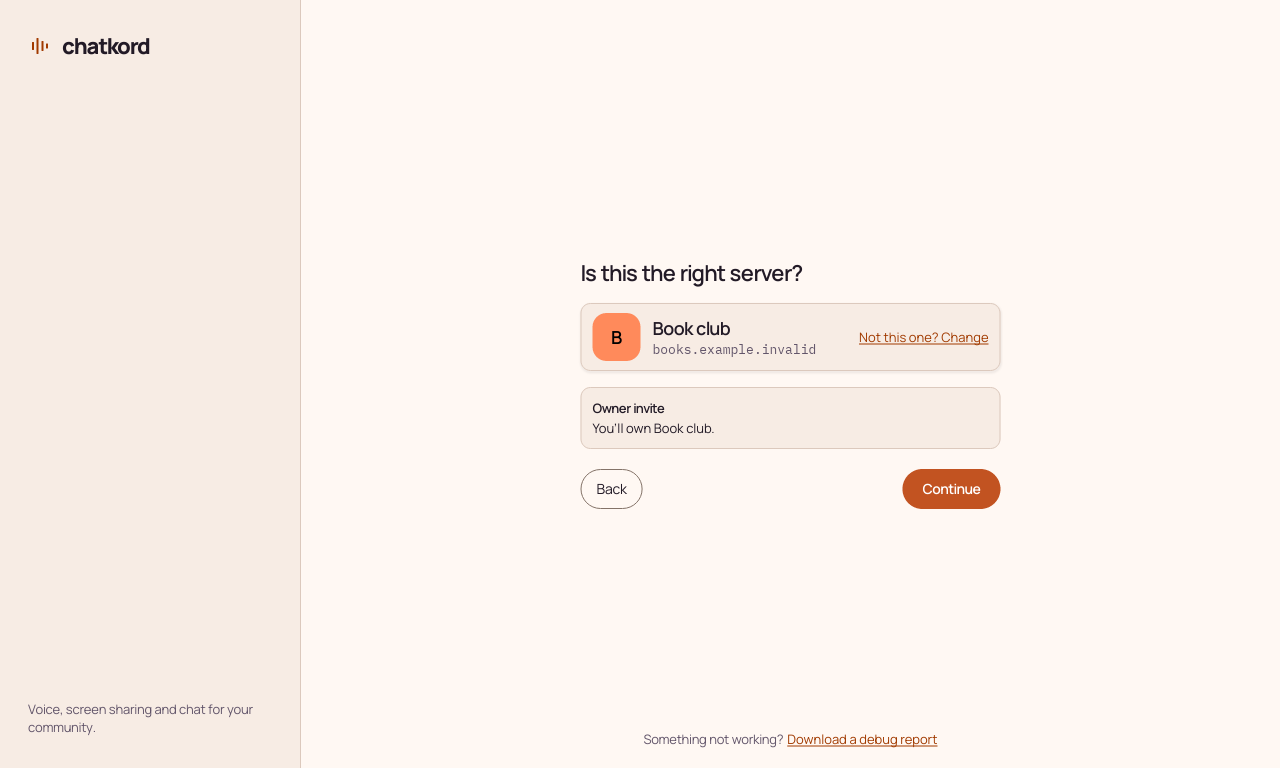 chatkord
Is this the right server?
B
Book club
books.example.invalid
Not this one? Change
Owner invite
You'll own Book club.
Back
Continue
Voice, screen sharing and chat for your
community.
Something not working? Download a debug report